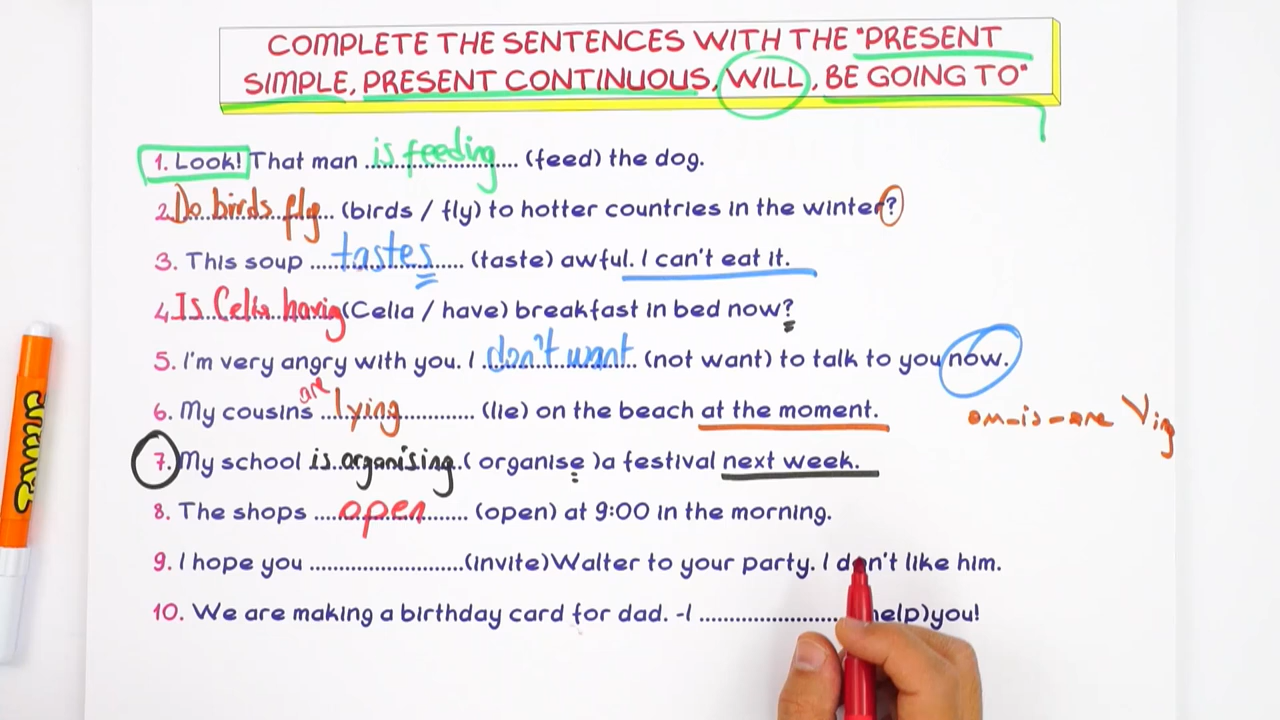 COMPLETE THE SENTENCES WITH THE "PRESENT
SIMPLE, PRESENT CONTINUOUS, WILL, BE GOING TO"
1. Look! That man is feeding (feed) the dog.
2. Do birds fly (birds / fly) to hotter countries in the winter?
3. This soup tastes (taste) awful. I can't eat it.
4. Is Celia having (Celia / have) breakfast in bed now?
5. I'm very angry with you. I don't want (not want) to talk to you now.
6. My cousins are lying (lie) on the beach at the moment.
am-is-are Ving
7. My school is organising ( organise )a festival next week.
8. The shops open (open) at 9:00 in the morning.
9. I hope you ........................(invite)Walter to your party. I don't like him.
10. We are making a birthday card for dad. -I ........................ help)you!